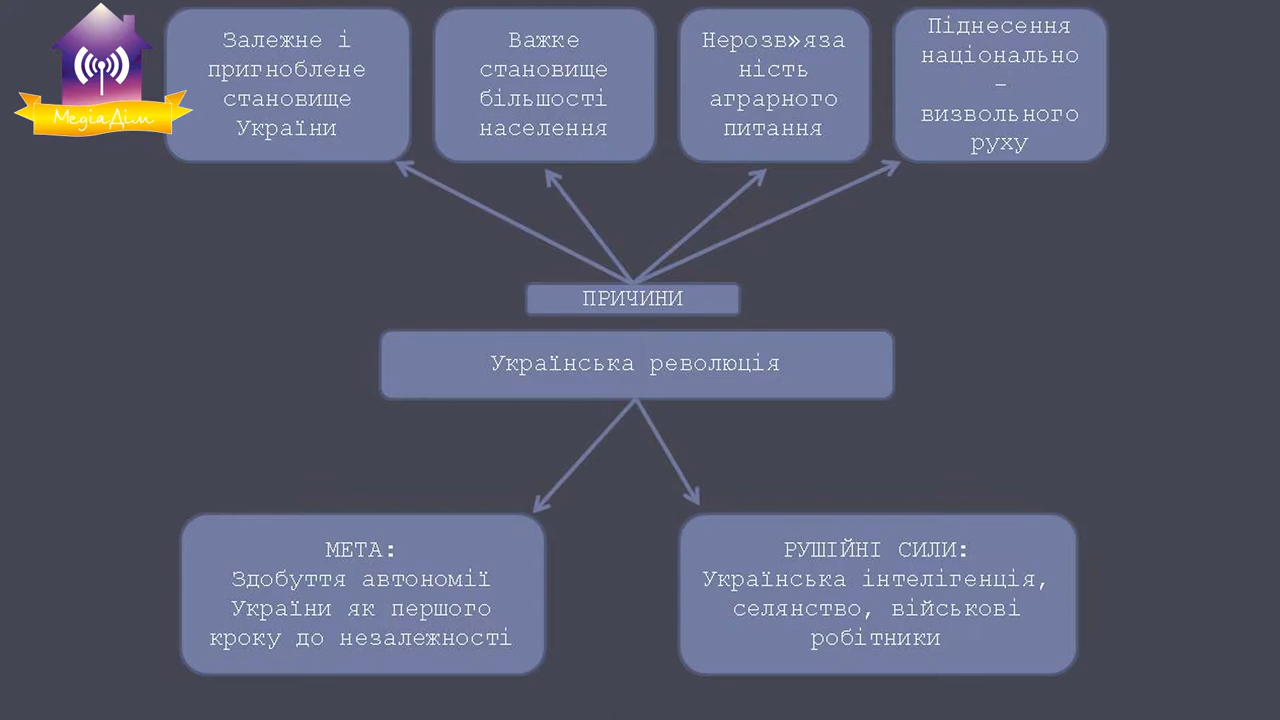 МедіаДім
Залежне і
пригноблене
становище
України
Важке
становище
більшості
населення
Нерозв»яза
ність
аграрного
питання
Піднесення
національно
-
визвольного
руху
ПРИЧИНИ
Українська революція
МЕТА:
Здобуття автономії
України як першого
кроку до незалежності
РУШІЙНІ СИЛИ:
Українська інтелігенція,
селянство, військові
робітники